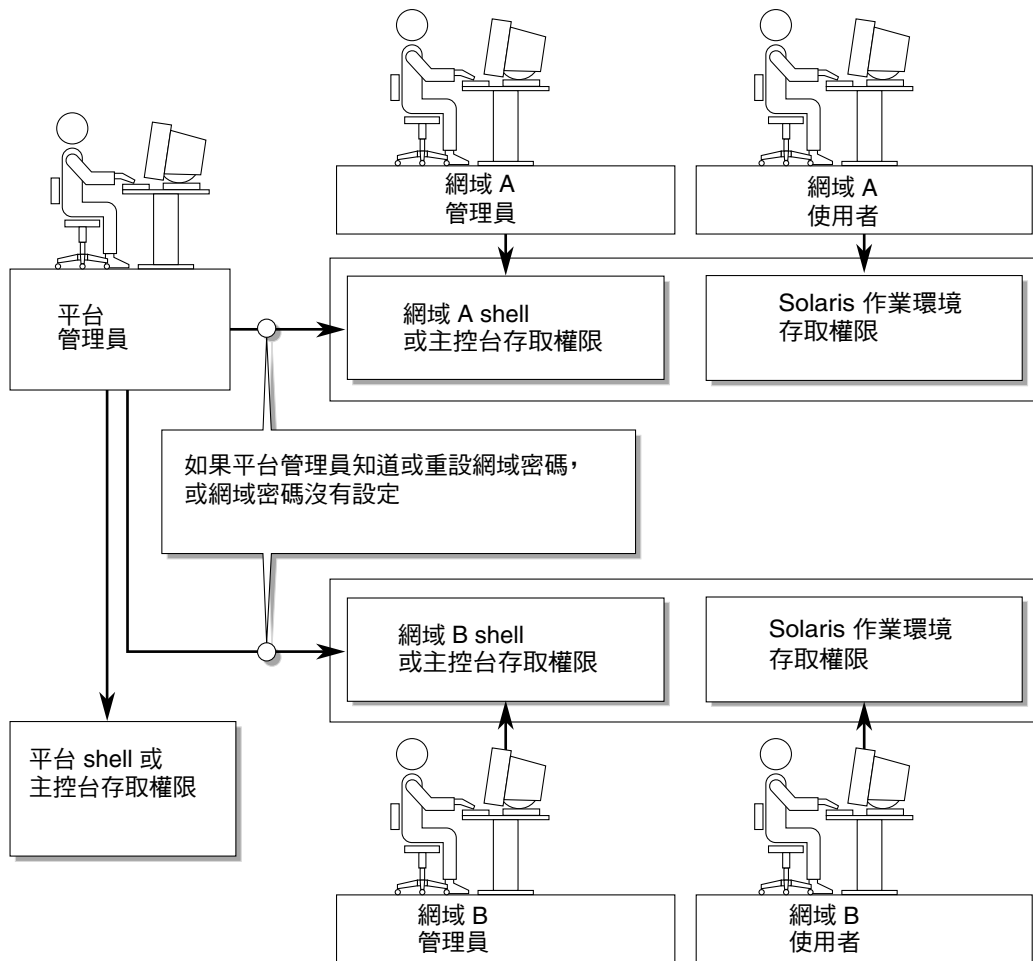 網域 A
管理員
網域 A
使用者
平台
管理員
網域 A shell
或主控台存取權限
Solaris 作業環境
存取權限
如果平台管理員知道或重設網域密碼，
或網域密碼沒有設定
網域 B shell
或主控台存取權限
Solaris 作業環境
存取權限
平台 shell 或
主控台存取權限
網域 B
管理員
網域 B
使用者